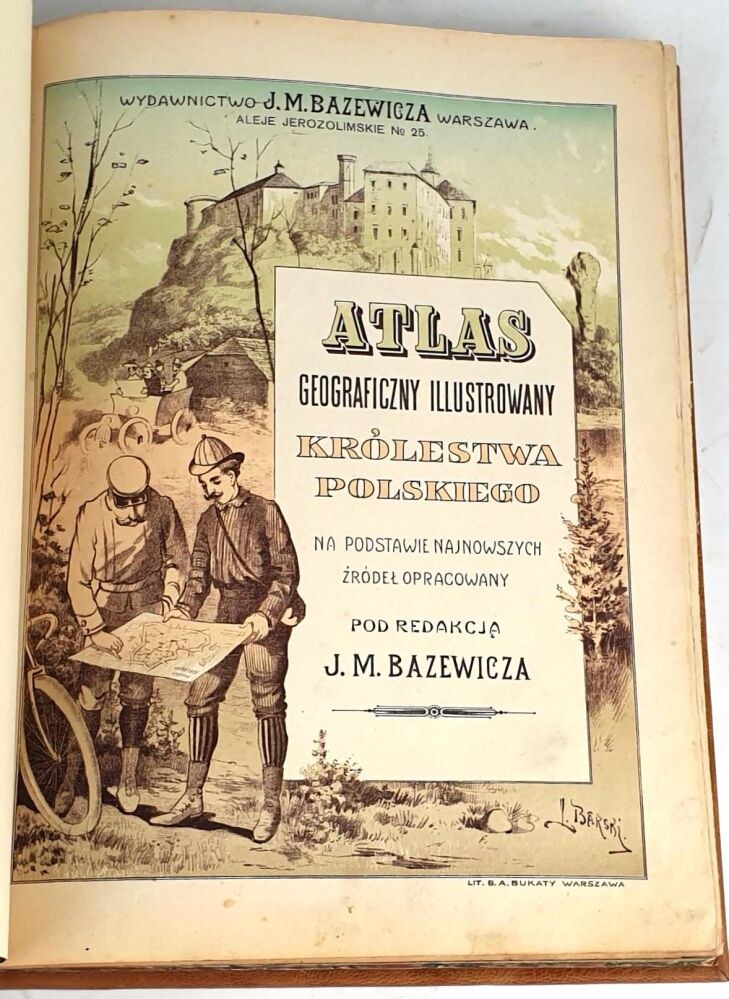 WYDAWNICTWO J. M. BAZEWICZA WARSZAWA.
ALEJE JEROZOLIMSKIE No 25.
ATLAS
GEOGRAFICZNY ILLUSTROWANY
KRÓLESTWA
POLSKIEGO
NA PODSTAWIE NAJNOWSZYCH
ŹRÓDEŁ OPRACOWANY
POD REDAKCJĄ
J. M. BAZEWICZA
L. BARSKI.
LIT. B. A. BUKATY WARSZAWA